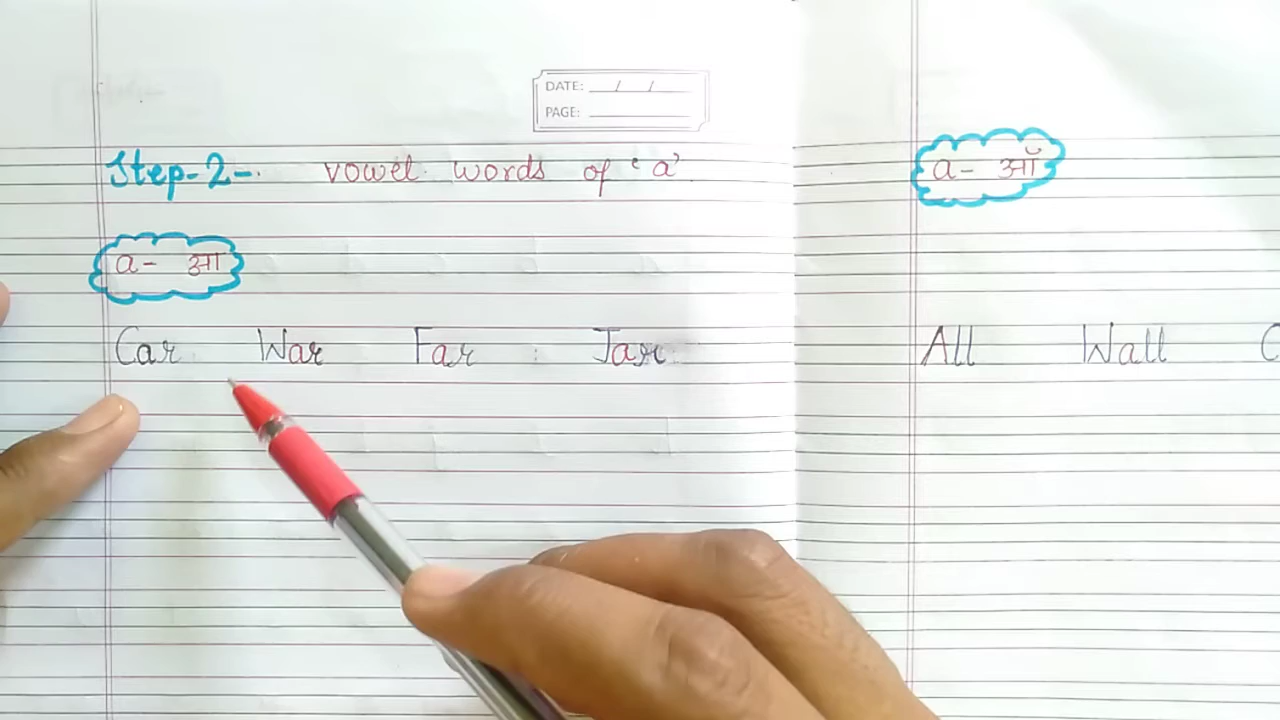 DATE: / /
PAGE:
Step-2- vowel words of 'a'
a- आ
Car War Far Jar
a- ऑ
All Wall